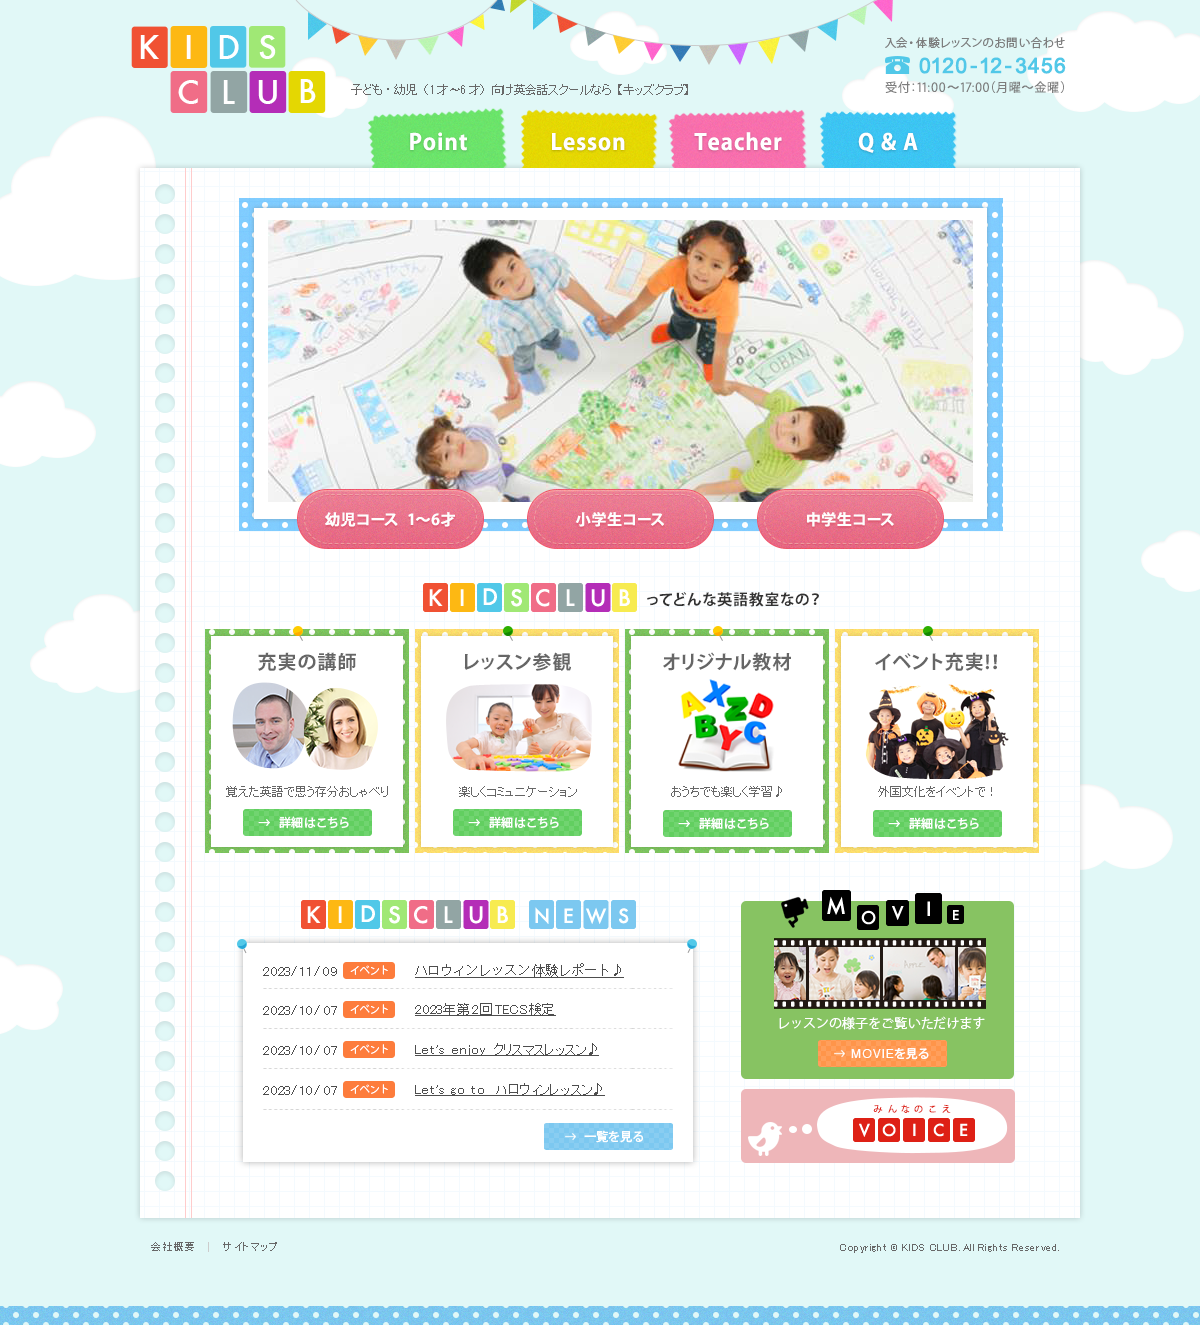 KIDS
CLUB
子ども・幼児（1才～6才）向け英会話スクールなら【キッズクラブ】
入会・体験レッスンのお問い合わせ
0120-12-3456
受付：11:00～17:00（月曜～金曜）
Point
Lesson
Teacher
Q & A
さかなやさん
Sushi
KOBAN
幼児コース 1～6才
小学生コース
中学生コース
KIDSCLUB ってどんな英語教室なの？
充実の講師
覚えた英語で思う存分おしゃべり
→ 詳細はこちら
レッスン参観
楽しくコミュニケーション
→ 詳細はこちら
オリジナル教材
AXZD
BYC
おうちでも楽しく学習♪
→ 詳細はこちら
イベント充実!!
外国文化をイベントで！
→ 詳細はこちら
KIDSCLUB NEWS
2023/11/09 イベント ハロウィンレッスン体験レポート♪
2023/10/07 イベント 2023年第2回TECS検定
2023/10/07 イベント Let's enjoy クリスマスレッスン♪
2023/10/07 イベント Let's go to ハロウィンレッスン♪
→ 一覧を見る
MOVIE
レッスンの様子をご覧いただけます
→ MOVIEを見る
みんなのこえ
VOICE
会社概要 | サイトマップ
Copyright © KIDS CLUB. All Rights Reserved.